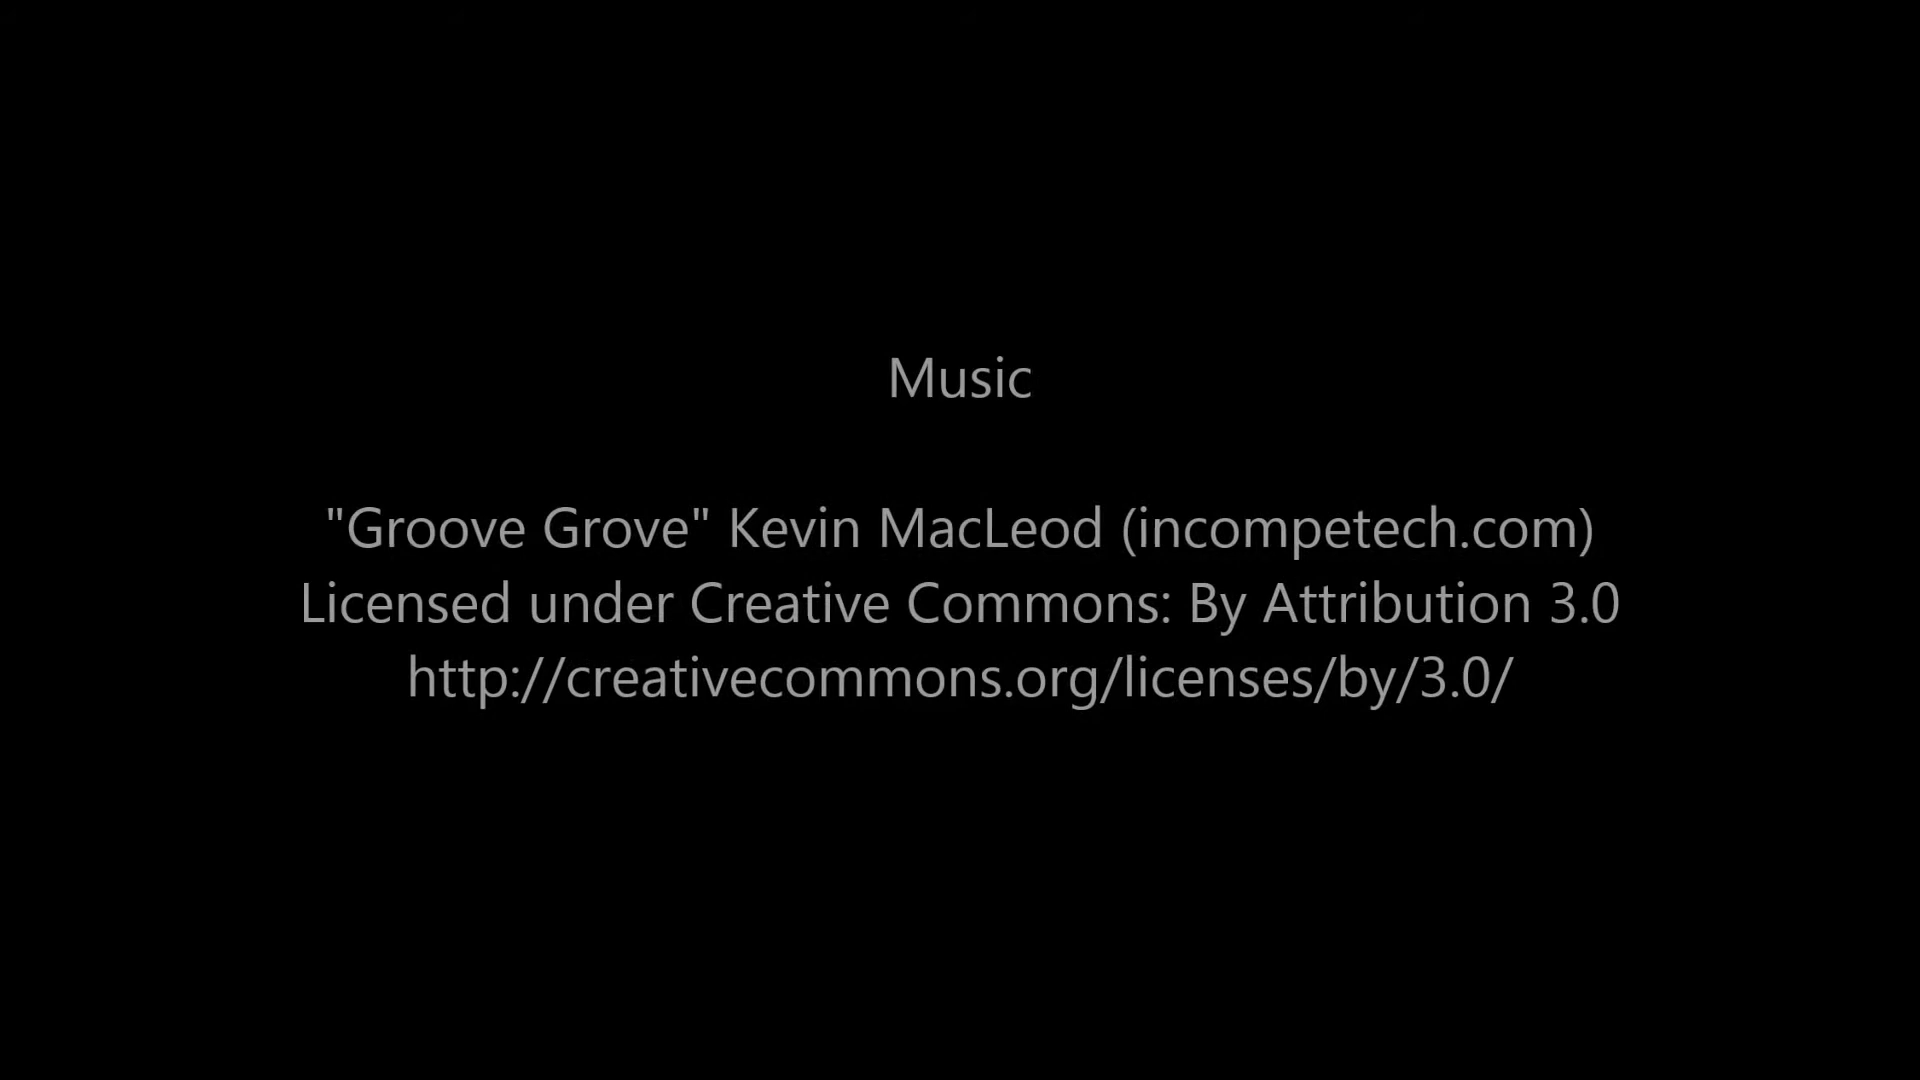 Music
"Groove Grove" Kevin MacLeod (incompetech.com)
Licensed under Creative Commons: By Attribution 3.0
http://creativecommons.org/licenses/by/3.0/